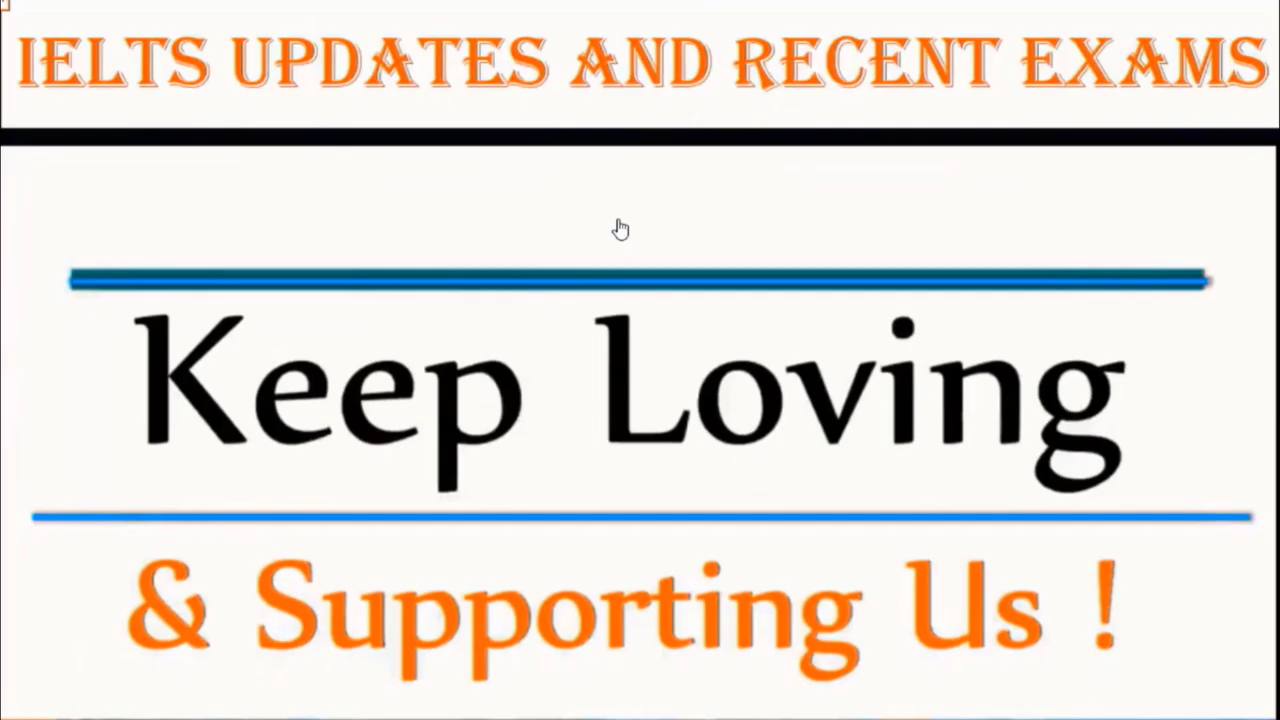 IELTS UPDATES AND RECENT EXAMS
Keep Loving
& Supporting Us !